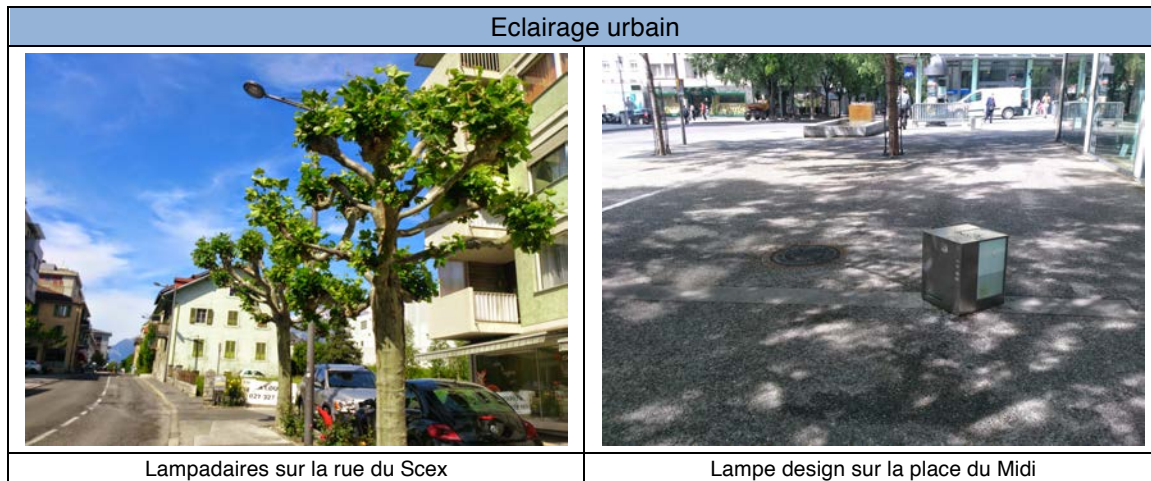 Eclairage urbain
Lampadaires sur la rue du Scex
Lampe design sur la place du Midi